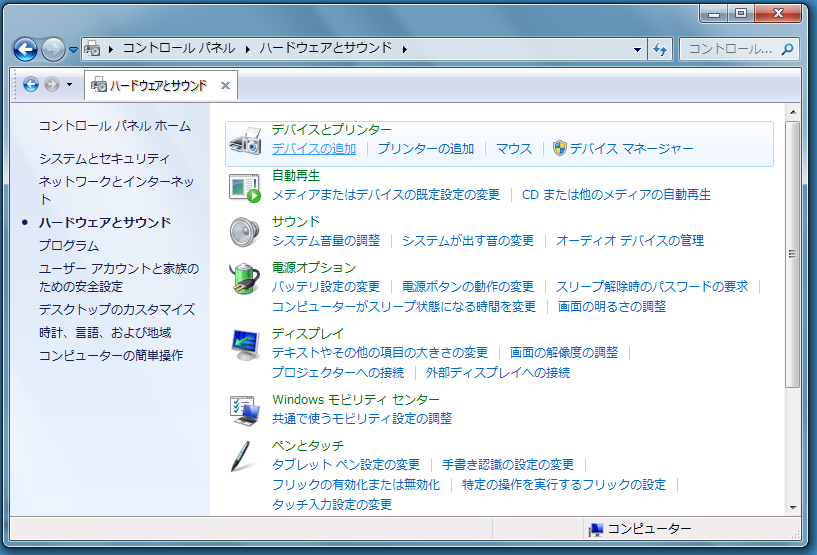 コントロール パネル ハードウェアとサウンド
コントロール...
ハードウェアとサウンド
コントロール パネル ホーム
システムとセキュリティ
ネットワークとインターネッ
ト
ハードウェアとサウンド
プログラム
ユーザー アカウントと家族の
ための安全設定
デスクトップのカスタマイズ
時計、言語、および地域
コンピューターの簡単操作
デバイスとプリンター
デバイスの追加 プリンターの追加 マウス デバイス マネージャー
自動再生
メディアまたはデバイスの既定設定の変更 CD または他のメディアの自動再生
サウンド
システム音量の調整 システムが出す音の変更 オーディオ デバイスの管理
電源オプション
バッテリ設定の変更 電源ボタンの動作の変更 スリープ解除時のパスワードの要求
コンピューターがスリープ状態になる時間を変更 画面の明るさの調整
ディスプレイ
テキストやその他の項目の大きさの変更 画面の解像度の調整
プロジェクターへの接続 外部ディスプレイへの接続
Windows モビリティ センター
共通で使うモビリティ設定の調整
ペンとタッチ
タブレット ペン設定の変更 手書き認識の設定の変更
フリックの有効化または無効化 特定の操作を実行するフリックの設定
タッチ入力設定の変更
コンピューター